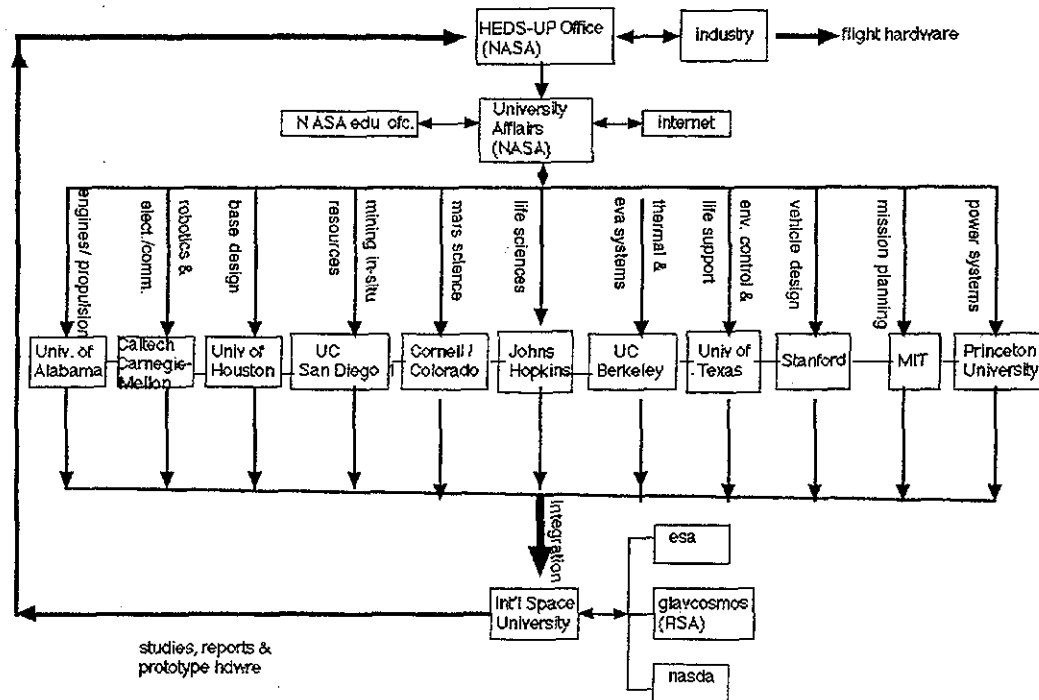 HEDS-UP Office
(NASA)
industry
flight hardware
NASA edu ofc.
University
Affairs
(NASA)
internet
engines/ propulsion
robotics &
elect./comm.
base design
mining in-situ
resources
mars science
life sciences
thermal &
eva systems
env. control &
life support
vehicle design
mission planning
power systems
Univ. of
Alabama
Caltech
Carnegie-
Mellon
Univ of
Houston
UC
San Diego
Cornell /
Colorado
Johns
Hopkins
UC
Berkeley
Univ of
Texas
Stanford
MIT
Princeton
University
Integration
esa
Int'l Space
University
glavcosmos
(RSA)
nasda
studies, reports &
prototype hdwre